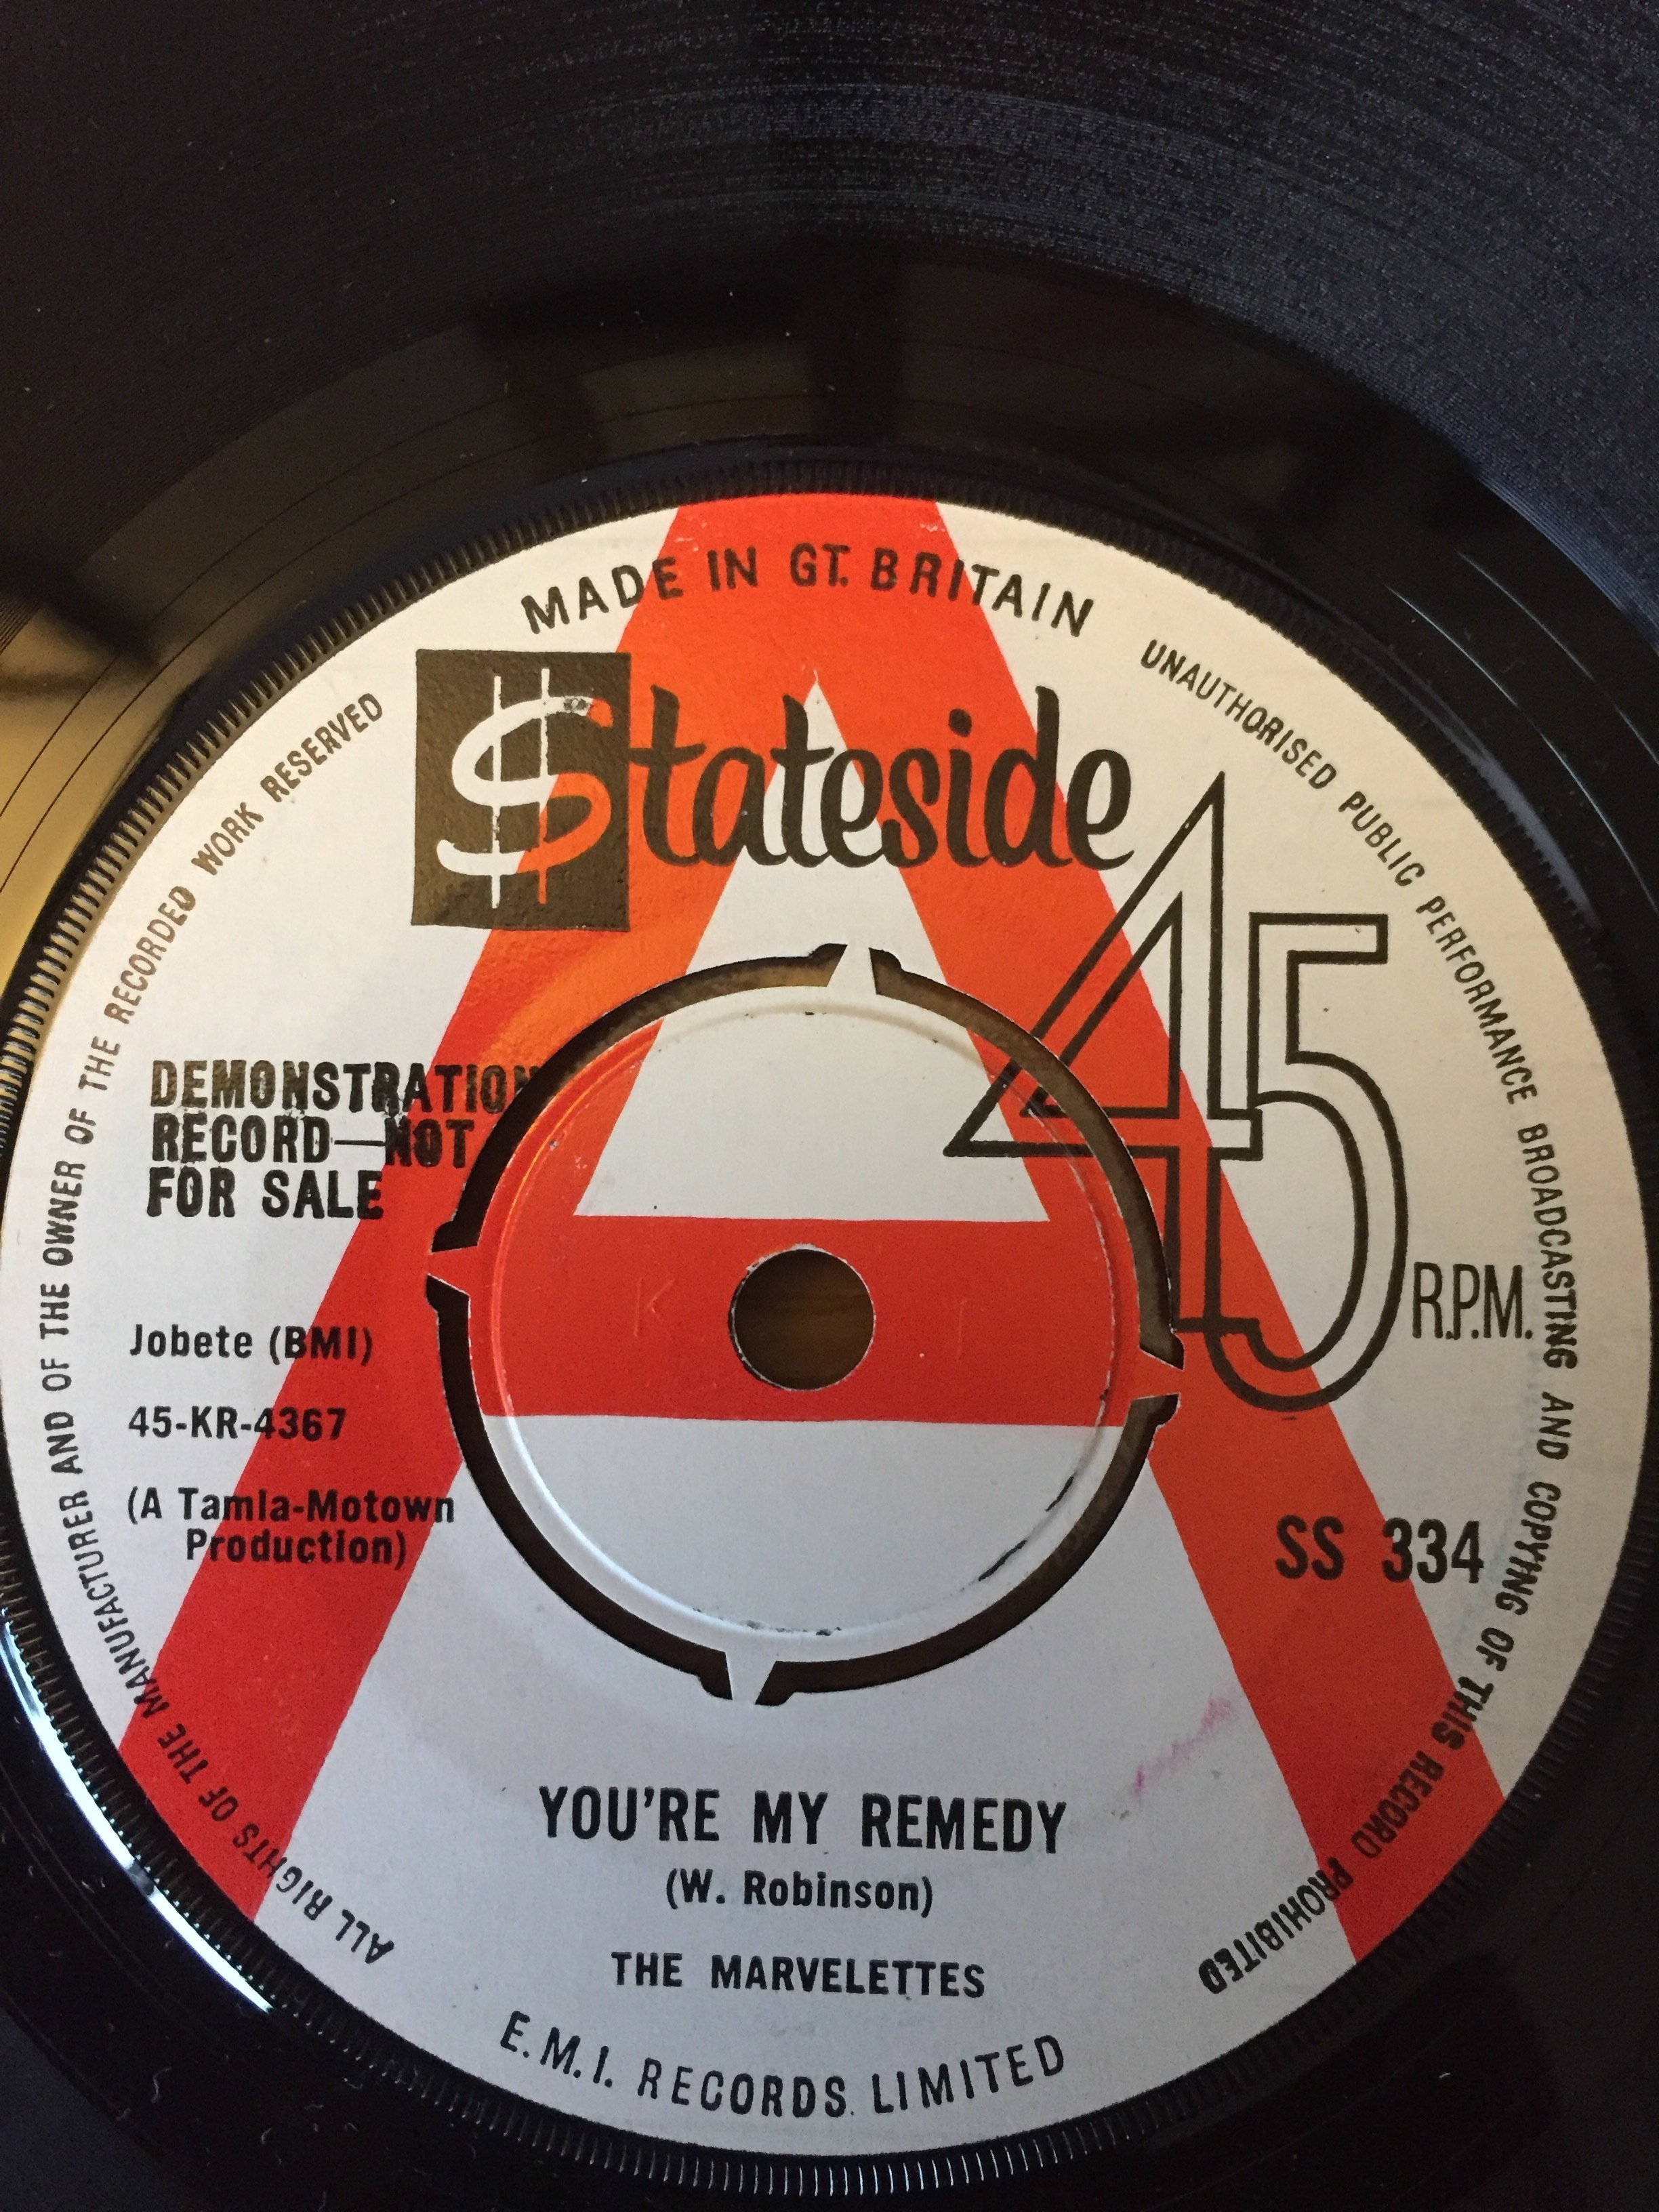 MADE IN GT. BRITAIN
$tateside
45
R.P.M.
DEMONSTRATION
RECORD—NOT
FOR SALE
Jobete (BMI)
45-KR-4367
(A Tamla-Motown
Production)
SS 334
A
K T
YOU'RE MY REMEDY
(W. Robinson)
THE MARVELETTES
E.M.I. RECORDS LIMITED
ALL RIGHTS OF THE MANUFACTURER AND OF THE OWNER OF THE RECORDED WORK RESERVED
UNAUTHORISED PUBLIC PERFORMANCE BROADCASTING AND COPYING OF THIS RECORD PROHIBITED